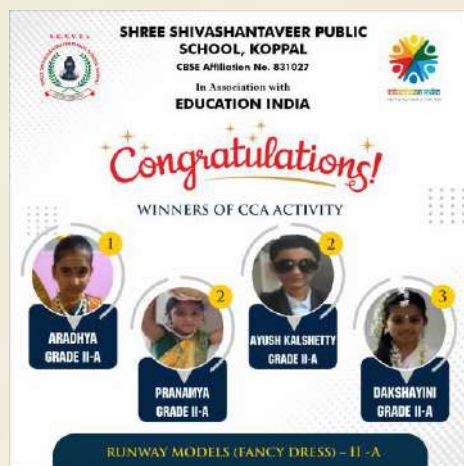 SHREE SHIVASHANTAVEER PUBLIC
SCHOOL, KOPPAL
CBSE Affiliation No. 831027
In Association with
EDUCATION INDIA
Congratulations!
WINNERS OF CCA ACTIVITY
1
ARADHYA
GRADE II-A
2
PRANAMYA
GRADE II-A
2
AYUSH KALSHETTY
GRADE II-A
3
DAKSHAYINI
GRADE II-A
RUNWAY MODELS (FANCY DRESS) – II -A